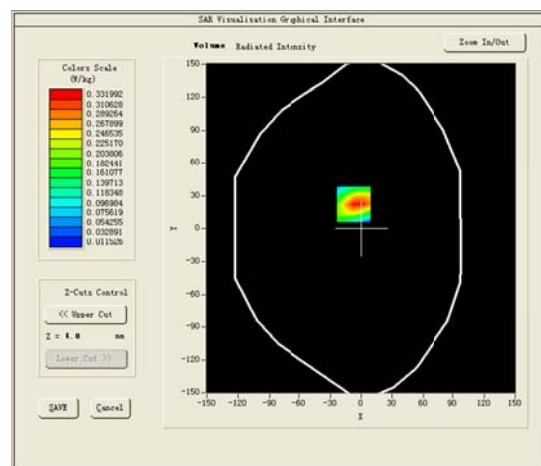 SAR Visualisation Graphical Interface
Volume Radiated Intensity
Zoom In/Out
Colors Scale
(W/kg)
0.331992
0.310628
0.289264
0.267899
0.246535
0.225170
0.203806
0.182441
0.161077
0.139713
0.118348
0.096984
0.075619
0.054255
0.032891
0.011526
150
120
90
60
30
0
-30
-60
-90
-120
-150
Y
-150 -120 -90 -60 -30 0 30 60 90 120 150
X
Z-Cuts Control
<< Upper Cut
Z = 4.0 mm
Lower Cut >>
SAVE Cancel